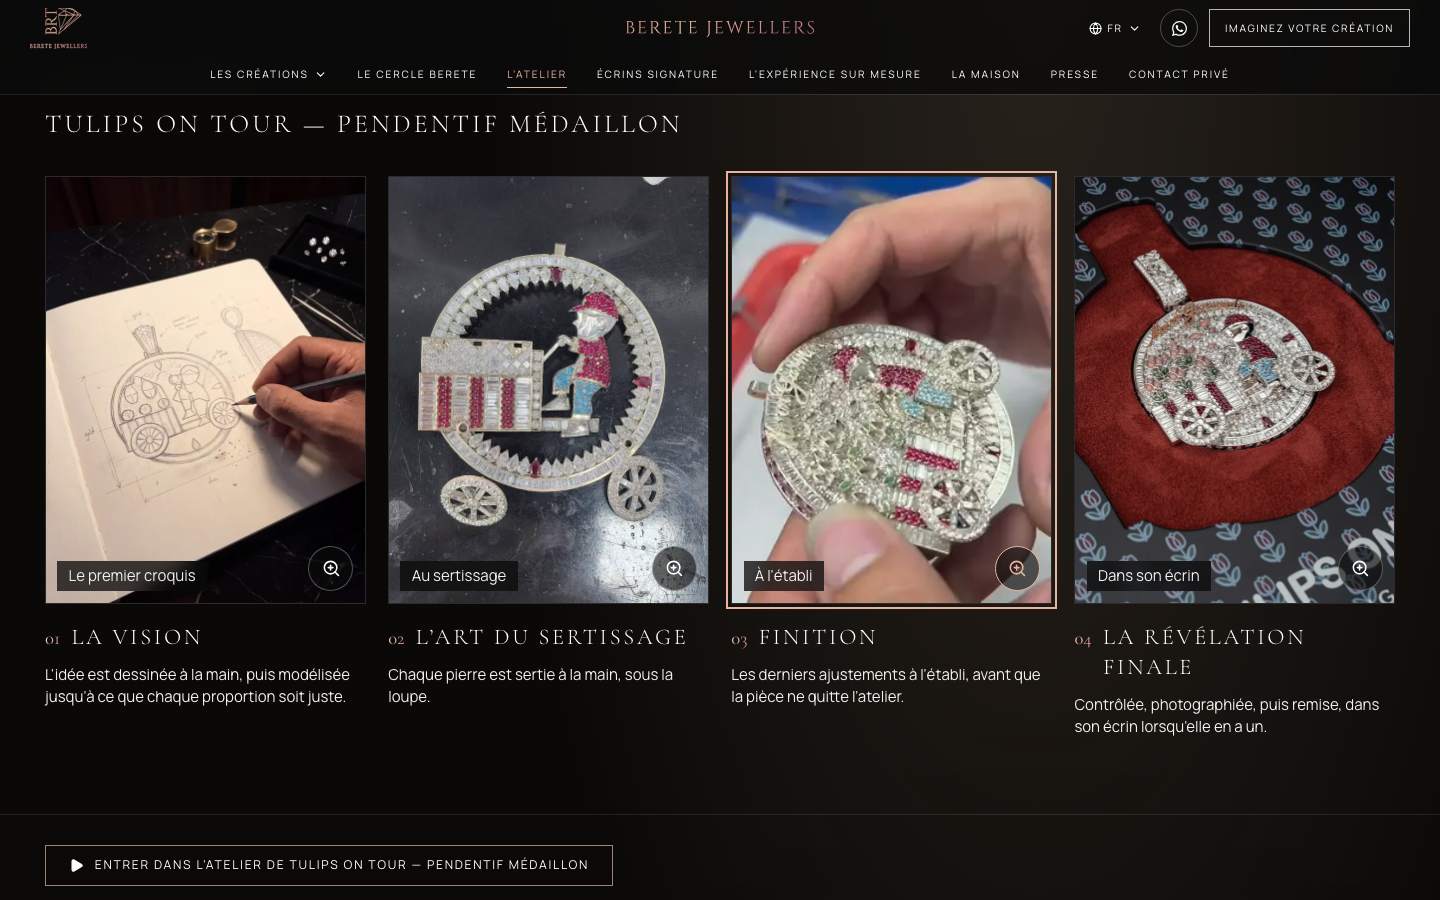 BRT
BERETE JEWELLERS
BERETE JEWELLERS
FR
IMAGINEZ VOTRE CRÉATION
LES CRÉATIONS
LE CERCLE BERETE
L'ATELIER
ÉCRINS SIGNATURE
L'EXPÉRIENCE SUR MESURE
LA MAISON
PRESSE
CONTACT PRIVÉ
TULIPS ON TOUR — PENDENTIF MÉDAILLON
Le premier croquis
Au sertissage
À l'établi
Dans son écrin
01 LA VISION
L'idée est dessinée à la main, puis modélisée
jusqu'à ce que chaque proportion soit juste.
02 L'ART DU SERTISSAGE
Chaque pierre est sertie à la main, sous la
loupe.
03 FINITION
Les derniers ajustements à l'établi, avant que
la pièce ne quitte l'atelier.
04 LA RÉVÉLATION
FINALE
Contrôlée, photographiée, puis remise, dans
son écrin lorsqu'elle en a un.
ENTRER DANS L'ATELIER DE TULIPS ON TOUR — PENDENTIF MÉDAILLON